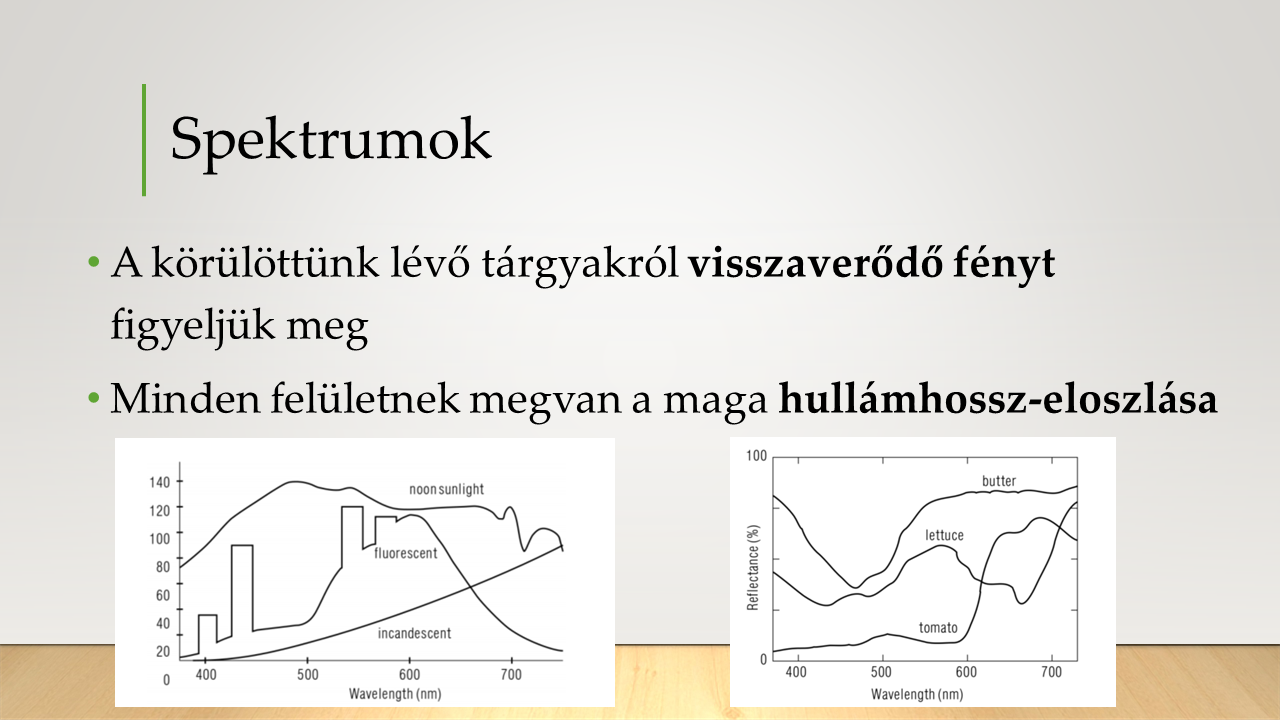 Spektrumok
• A körülöttünk lévő tárgyakról visszaverődő fényt
figyeljük meg
• Minden felületnek megvan a maga hullámhossz-eloszlása
140
120
100
80
60
40
20
0
noon sunlight
fluorescent
incandescent
400 500 600 700
Wavelength (nm)
100
0
Reflectance (%)
butter
lettuce
tomato
400 500 600 700
Wavelength (nm)